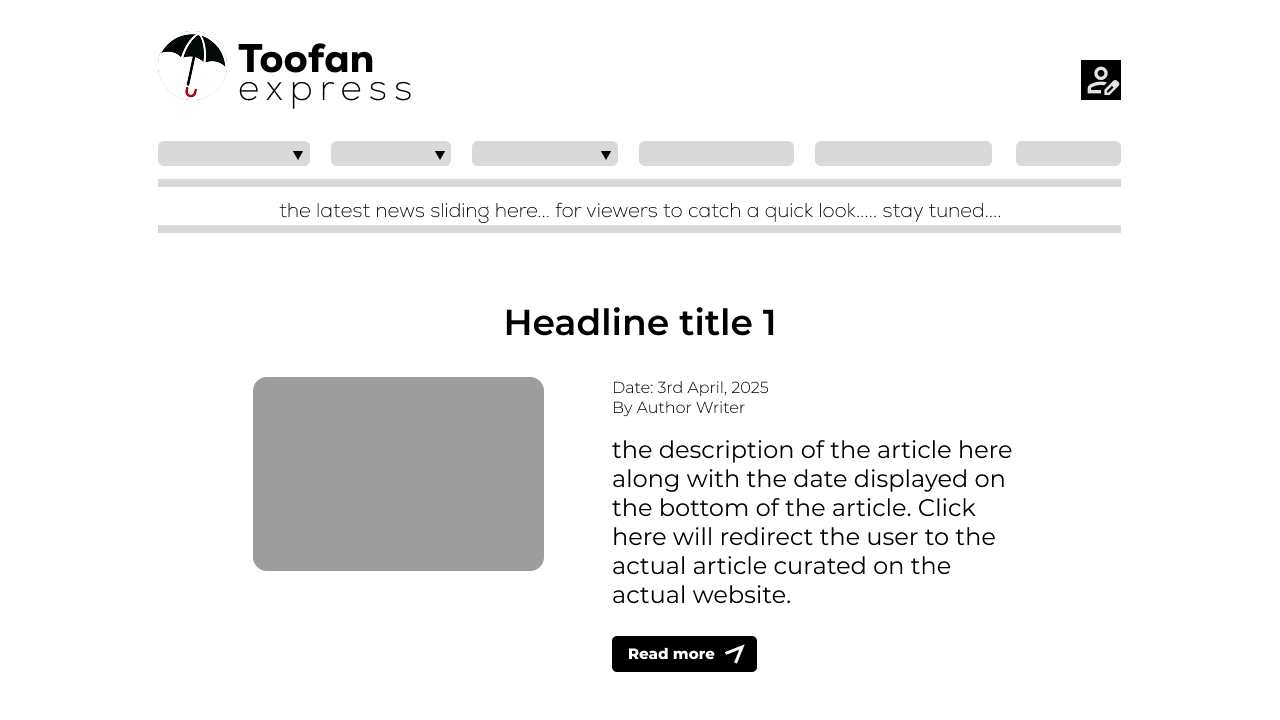 Toofan
express
the latest news sliding here... for viewers to catch a quick look..... stay tuned....
Headline title 1
Date: 3rd April, 2025
By Author Writer
the description of the article here
along with the date displayed on
the bottom of the article. Click
here will redirect the user to the
actual article curated on the
actual website.
Read more